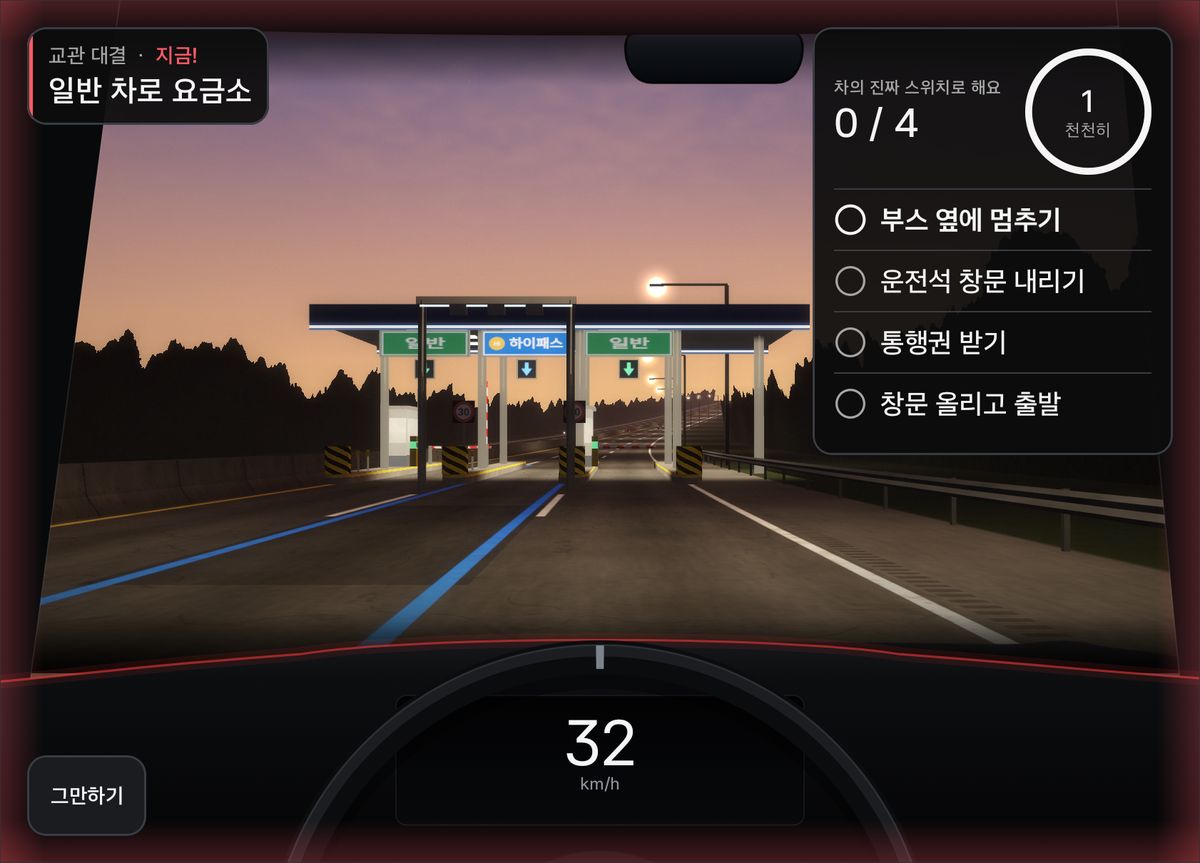 교관 대결 · 지금!
일반 차로 요금소
차의 진짜 스위치로 해요
0 / 4
1
천천히
부스 옆에 멈추기
운전석 창문 내리기
통행권 받기
창문 올리고 출발
일반
하이패스
일반
30
32
km/h
그만하기